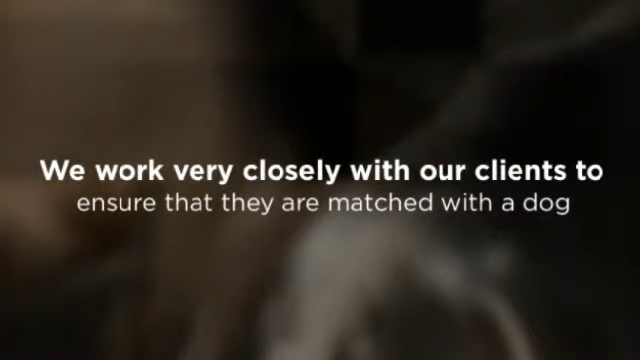 We work very closely with our clients to
ensure that they are matched with a dog